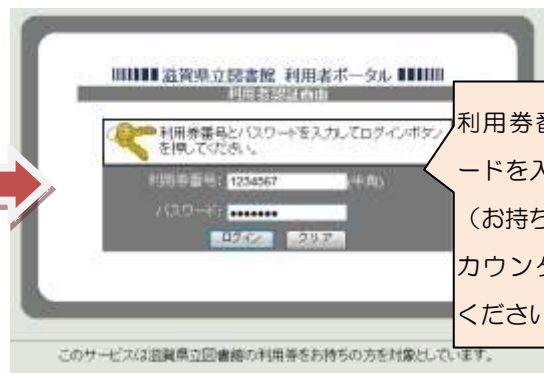 滋賀県立図書館 利用者ポータル
利用者認証画面
利用券番号とパスワードを入力してログインボタン
を押してください。
利用券番号: 1234567 (半角)
パスワード: ●●●●●●●
ログイン クリア
利用券番
ードを入
(お持ち
カウンタ
ください
このサービスは滋賀県立図書館の利用券をお持ちの方を対象としています。